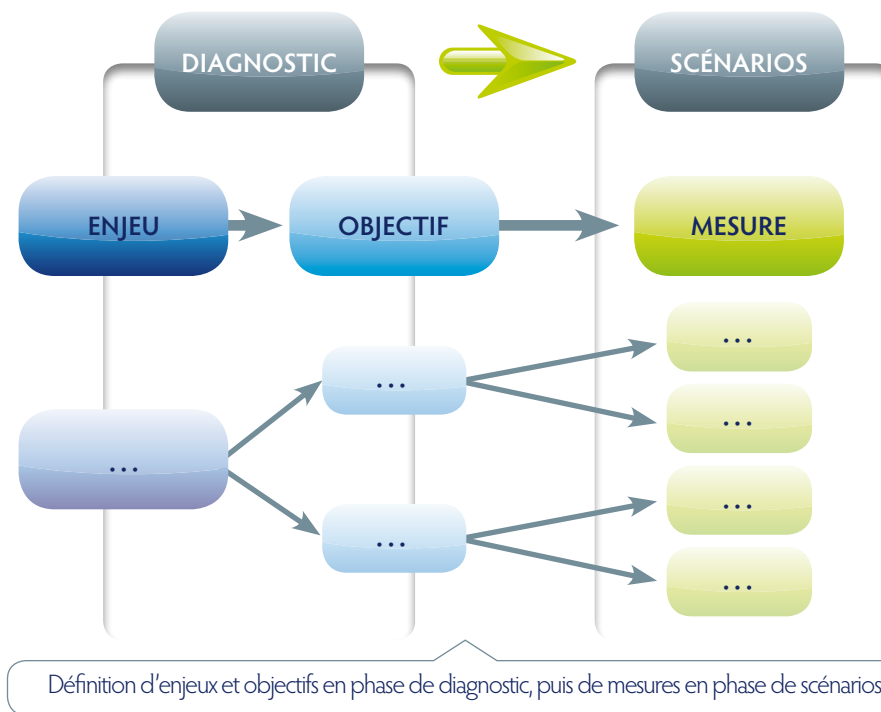 DIAGNOSTIC
SCÉNARIOS
ENJEU
OBJECTIF
MESURE
...
...
...
...
...
...
...
Définition d'enjeux et objectifs en phase de diagnostic, puis de mesures en phase de scénarios